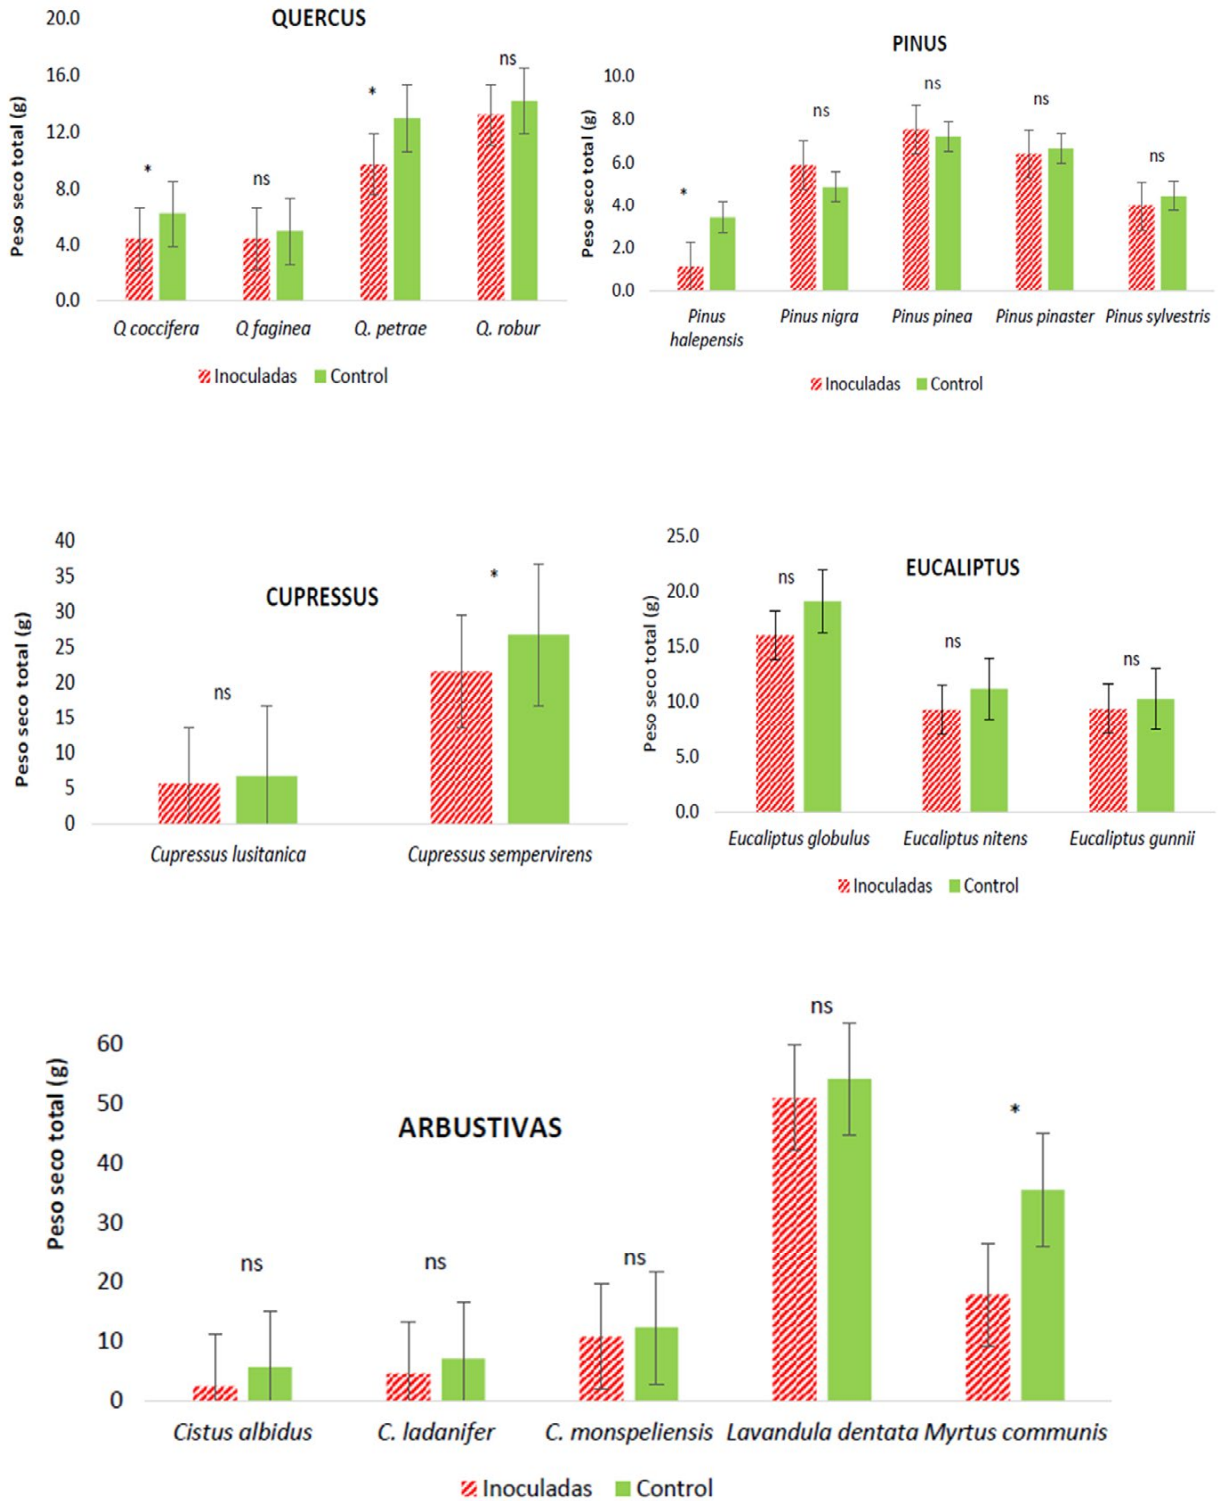 QUERCUS
Peso seco total (g)
20.0
16.0
12.0
8.0
4.0
0.0
*
ns
*
ns
Q coccifera
Q faginea
Q. petrae
Q. robur
Inoculadas
Control
PINUS
Peso seco total (g)
10.0
8.0
6.0
4.0
2.0
0.0
*
ns
ns
ns
ns
Pinus
halepensis
Pinus nigra
Pinus pinea
Pinus pinaster
Pinus sylvestris
Inoculadas
Control
CUPRESSUS
Peso seco total (g)
40
35
30
25
20
15
10
5
0
ns
*
Cupressus lusitanica
Cupressus sempervirens
EUCALIPTUS
Peso seco total (g)
25.0
20.0
15.0
10.0
5.0
0.0
ns
ns
ns
Eucaliptus globulus
Eucaliptus nitens
Eucaliptus gunnii
Inoculadas
Control
ARBUSTIVAS
Peso seco total (g)
60
50
40
30
20
10
0
ns
ns
ns
ns
*
Cistus albidus
C. ladanifer
C. monspeliensis
Lavandula dentata
Myrtus communis
Inoculadas
Control